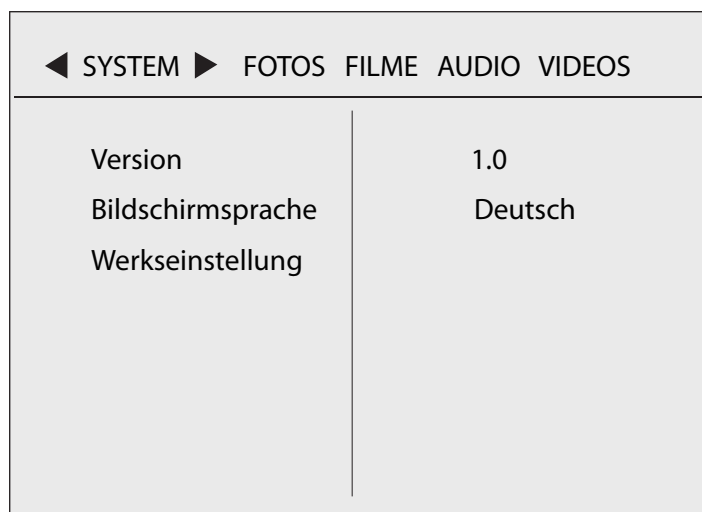 SYSTEM FOTOS FILME AUDIO VIDEOS
Version 1.0
Bildschirmsprache Deutsch
Werkseinstellung